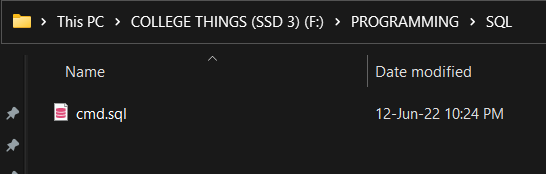 This PC > COLLEGE THINGS (SSD 3) (F:) > PROGRAMMING > SQL
Name Date modified
cmd.sql 12-Jun-22 10:24 PM